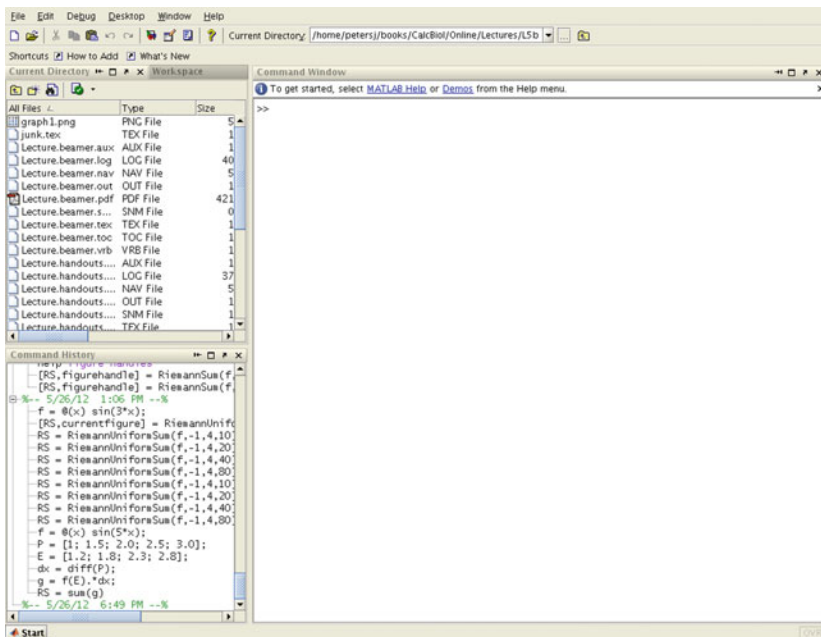 File Edit Debug Desktop Window Help
Current Directory: /home/petersj/books/CalcBiol/Online/Lectures/L5b
Shortcuts How to Add What's New
Current Directory Workspace
All Files Type Size
graph1.png PNG File 5
junk.tex TEX File 1
Lecture.beamer.aux AUX File 1
Lecture.beamer.log LOG File 40
Lecture.beamer.nav NAV File 5
Lecture.beamer.out OUT File 1
Lecture.beamer.pdf PDF File 421
Lecture.beamer.s... SNM File 0
Lecture.beamer.tex TEX File 1
Lecture.beamer.toc TOC File 1
Lecture.beamer.vrb VRB File 1
Lecture.handouts.... AUX File 1
Lecture.handouts.... LOG File 37
Lecture.handouts.... NAV File 5
Lecture.handouts.... OUT File 1
Lecture.handouts.... SNM File 1
Lecture.handouts.... TEX File 1
Command History
help figure handles
[RS,figurehandle] = RiemannSum(f,
[RS,figurehandle] = RiemannSum(f,
%-- 5/26/12 1:06 PM --%
f = @(x) sin(3*x);
[RS,currentfigure] = RiemannUnifo
RS = RiemannUniformSum(f,-1,4,10)
RS = RiemannUniformSum(f,-1,4,20)
RS = RiemannUniformSum(f,-1,4,40)
RS = RiemannUniformSum(f,-1,4,80)
RS = RiemannUniformSum(f,-1,4,10)
RS = RiemannUniformSum(f,-1,4,20)
RS = RiemannUniformSum(f,-1,4,40)
RS = RiemannUniformSum(f,-1,4,80)
f = @(x) sin(5*x);
P = [1; 1.5; 2.0; 2.5; 3.0];
E = [1.2; 1.8; 2.3; 2.8];
dx = diff(P);
g = f(E).*dx;
RS = sum(g)
%-- 5/26/12 6:49 PM --%
Command Window
To get started, select MATLAB Help or Demos from the Help menu.
>>
Start
OVR